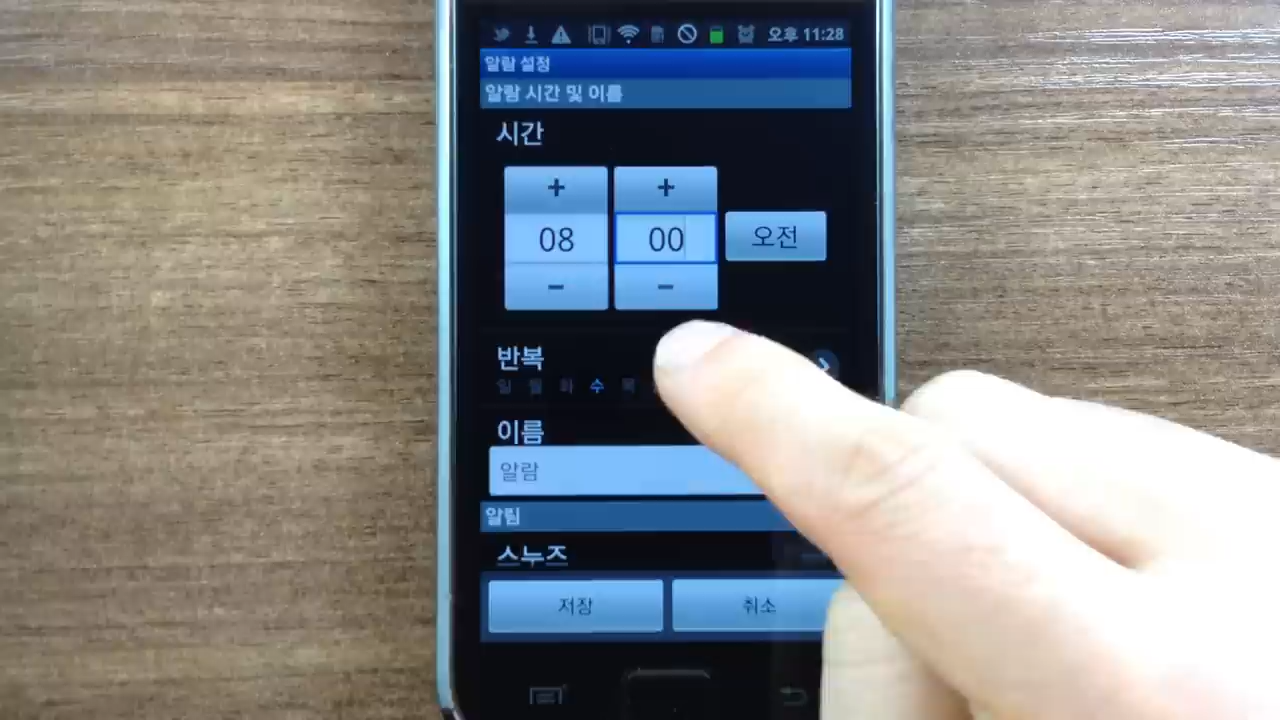 오후 11:28
알람 설정
알람 시간 및 이름
시간
+ +
08 00 오전
- -
반복
일 월 화 수 목
이름
알람
알림
스누즈
저장 취소